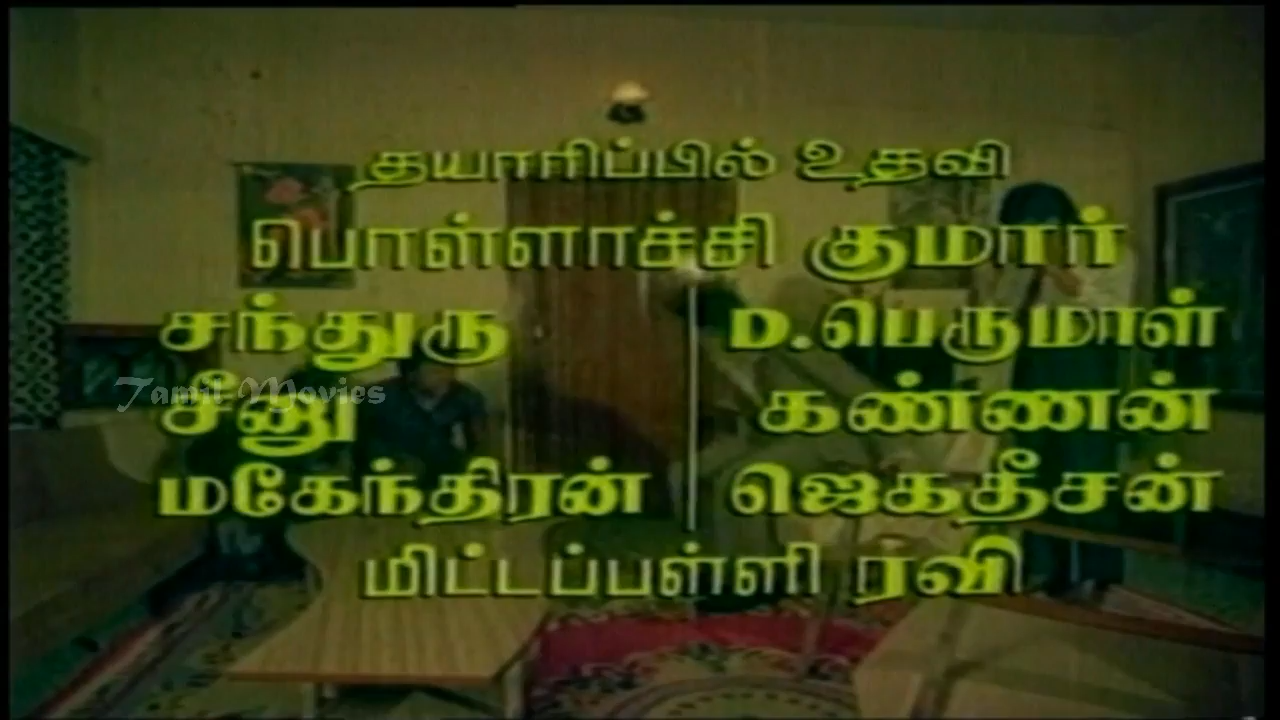 தயாரிப்பில் உதவி
பொள்ளாச்சி குமார்
சந்துரு
D.பெருமாள்
சீனு
கண்ணன்
மகேந்திரன்
ஜெகதீசன்
மிட்டப்பள்ளி ரவி
Tamil Movies